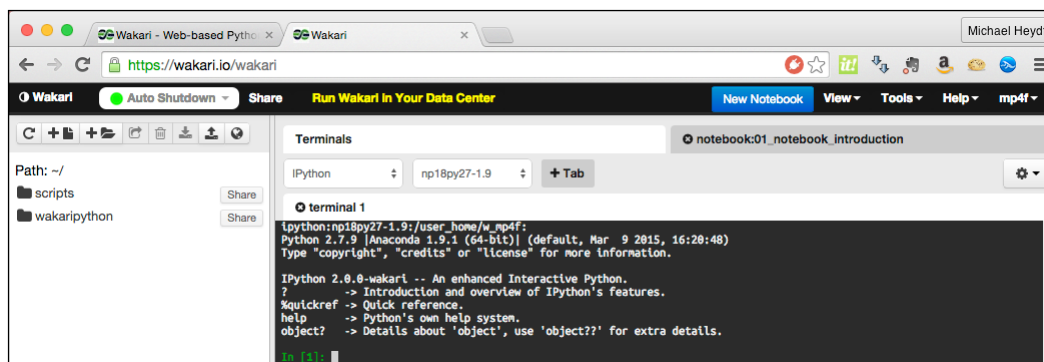 Wakari - Web-based Pytho
Wakari
Michael Heyd
https://wakari.io/wakari
Wakari
Auto Shutdown
Share
Run Wakari in Your Data Center
New Notebook
View
Tools
Help
mp4f
Terminals
notebook:01_notebook_introduction
Path: ~/
scripts
Share
wakaripython
Share
IPython
np18py27-1.9
+ Tab
terminal 1
ipython:np18py27-1.9:/user_home/w_mp4f:
Python 2.7.9 |Anaconda 1.9.1 (64-bit)| (default, Mar  9 2015, 16:20:48)
Type "copyright", "credits" or "license" for more information.
IPython 2.0.0-wakari -- An enhanced Interactive Python.
?         -> Introduction and overview of IPython's features.
%quickref -> Quick reference.
help      -> Python's own help system.
object?   -> Details about 'object', use 'object??' for extra details.
In [1]: